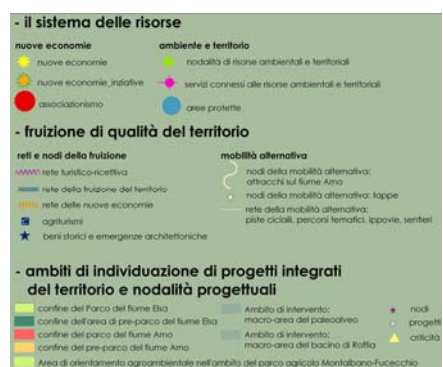 - il sistema delle risorse
nuove economie
ambiente e territorio
nuove economie
nodalità di risorse ambientali e territoriali
nuove economie_inziative
servizi connessi alle risorse ambientali e territoriali
associazionismo
aree protette
- fruizione di qualità del territorio
reti e nodi della fruizione
mobilità alternativa
rete turistico-ricettiva
nodi della mobilità alternativa:
attracchi sul fiume Arno
rete della fruizione del territorio
nodi della mobilità alternativa: tappe
rete delle nuove economie
rete della mobilità alternativa:
piste ciclali, perconsi tematici, ippovie, sentieri
agriturismi
beni storici e emergenze architettoniche
- ambiti di individuazione di progetti integrati
del territorio e nodalità progettuali
confine del Parco del fiume Elsa
Ambito di intervento:
macro-area del paleoalveo
nodi
confine dell'area di pre-parco del fiume Elsa
progetti
confine del parco del fiume Arno
Ambito di intervento:
macro-area del bacino di Roffia
criticità
confine del pre-parco del fiume Arno
Area di orientamento agroambientale nell'ambito del parco agricolo Montalbano-Fucecchio